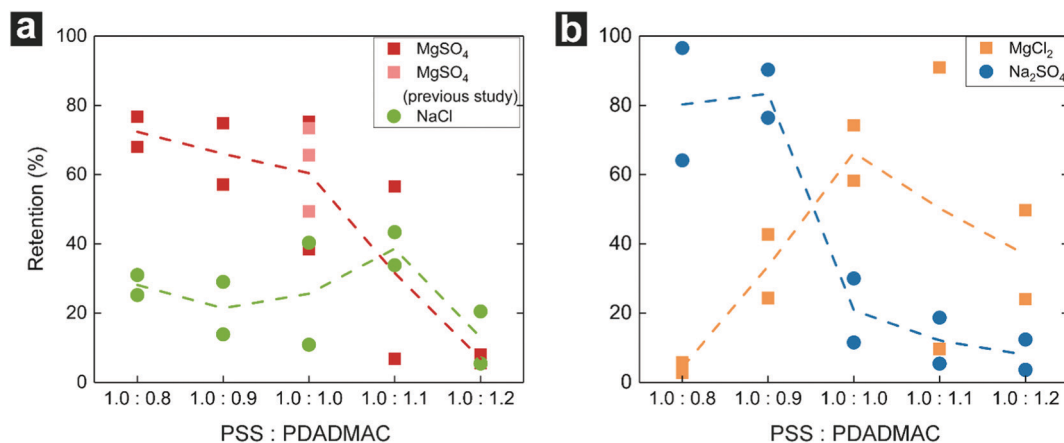 a
100
80
60
40
20
0
Retention (%)
MgSO₄
MgSO₄
(previous study)
NaCl
1.0 : 0.8 1.0 : 0.9 1.0 : 1.0 1.0 : 1.1 1.0 : 1.2
PSS : PDADMAC
b
100
80
60
40
20
0
MgCl₂
Na₂SO₄
1.0 : 0.8 1.0 : 0.9 1.0 : 1.0 1.0 : 1.1 1.0 : 1.2
PSS : PDADMAC